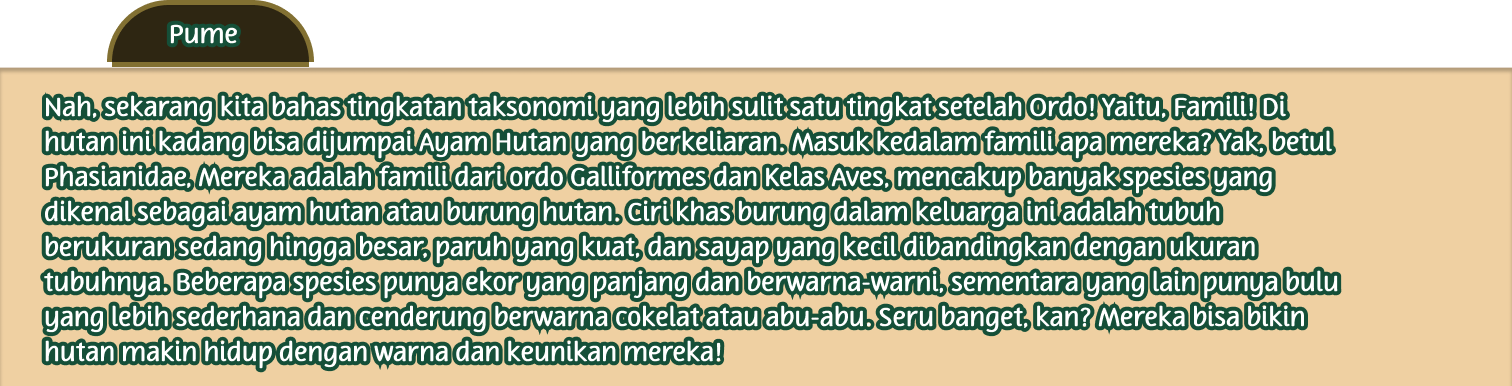 Pume
Nah, sekarang kita bahas tingkatan taksonomi yang lebih sulit satu tingkat setelah Ordo! Yaitu, Famili! Di
hutan ini kadang bisa dijumpai Ayam Hutan yang berkeliaran. Masuk kedalam famili apa mereka? Yak, betul
Phasianidae, Mereka adalah famili dari ordo Galliformes dan Kelas Aves, mencakup banyak spesies yang
dikenal sebagai ayam hutan atau burung hutan. Ciri khas burung dalam keluarga ini adalah tubuh
berukuran sedang hingga besar, paruh yang kuat, dan sayap yang kecil dibandingkan dengan ukuran
tubuhnya. Beberapa spesies punya ekor yang panjang dan berwarna-warni, sementara yang lain punya bulu
yang lebih sederhana dan cenderung berwarna cokelat atau abu-abu. Seru banget, kan? Mereka bisa bikin
hutan makin hidup dengan warna dan keunikan mereka!